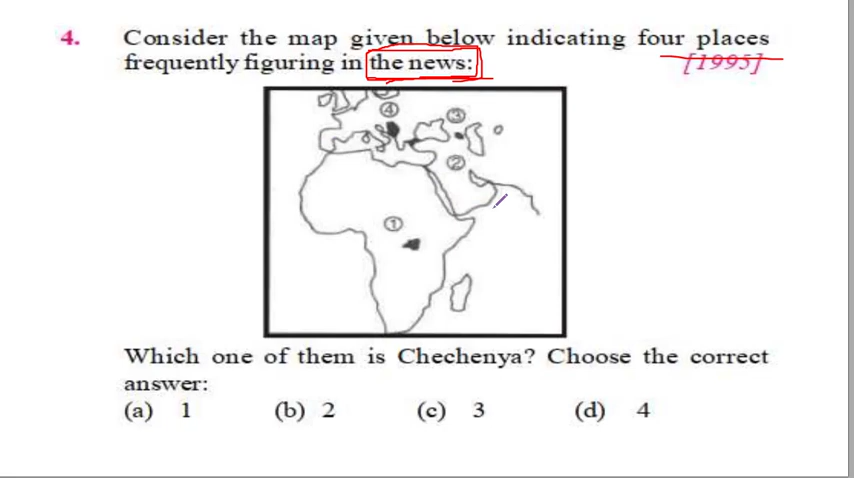 4. Consider the map given below indicating four places
frequently figuring in the news: [1995]
4
3
2
1
Which one of them is Chechenya? Choose the correct
answer:
(a) 1 (b) 2 (c) 3 (d) 4